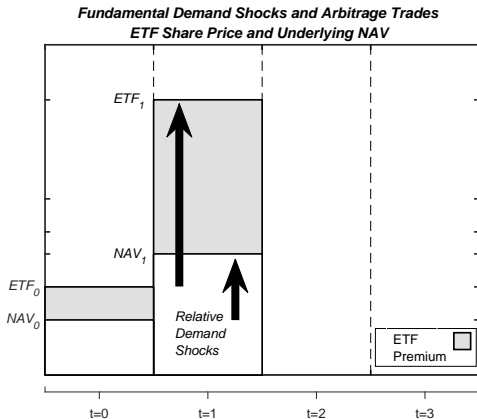 Fundamental Demand Shocks and Arbitrage Trades
ETF Share Price and Underlying NAV
ETF1
NAV1
ETF0
NAV0
Relative
Demand
Shocks
ETF
Premium
t=0
t=1
t=2
t=3